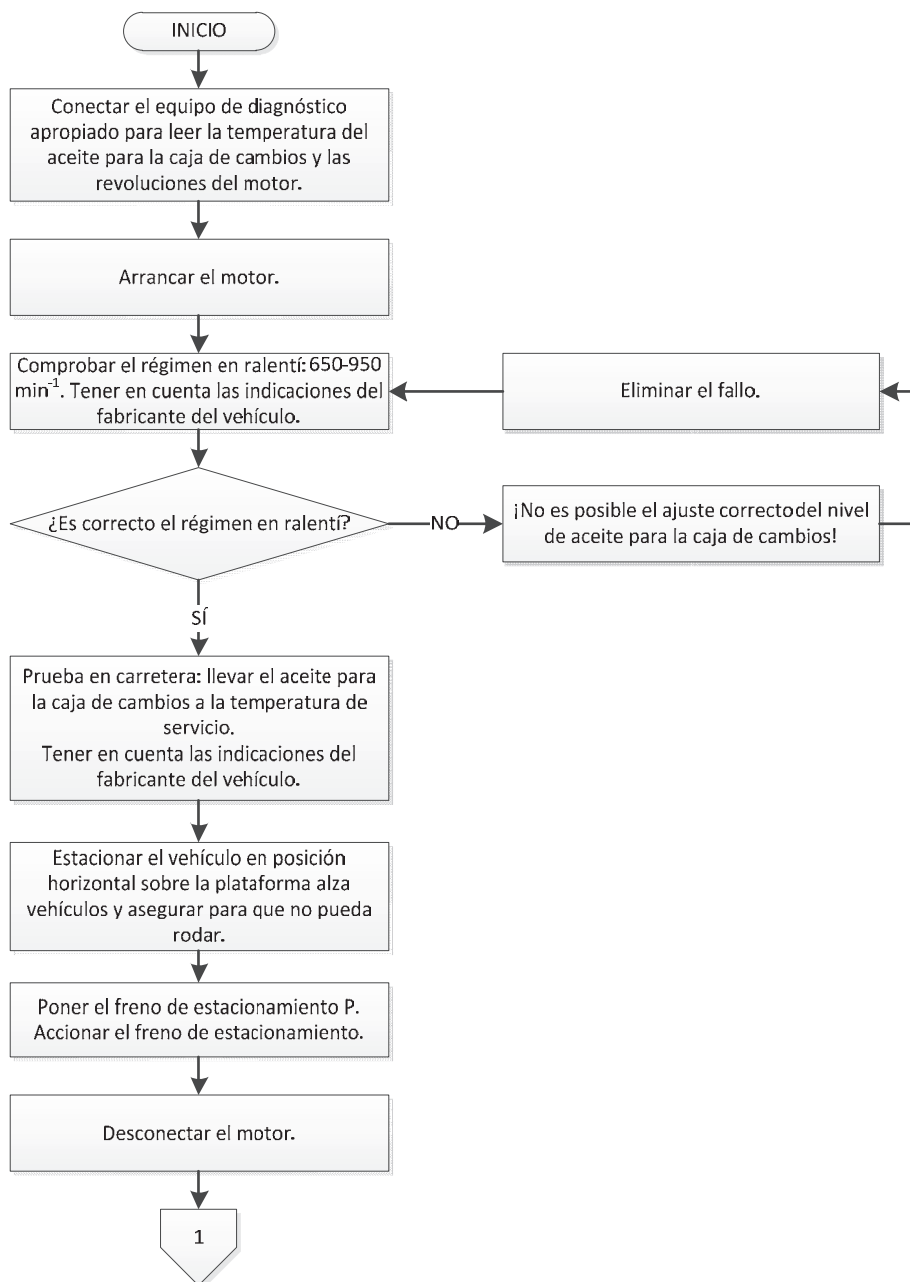 INICIO
Conectar el equipo de diagnóstico
apropiado para leer la temperatura del
aceite para la caja de cambios y las
revoluciones del motor.
Arrancar el motor.
Comprobar el régimen en ralentí: 650-950
min⁻¹. Tener en cuenta las indicaciones del
fabricante del vehículo.
Eliminar el fallo.
¿Es correcto el régimen en ralentí?
NO
¡No es posible el ajuste correctodel nivel
de aceite para la caja de cambios!
SÍ
Prueba en carretera: llevar el aceite para
la caja de cambios a la temperatura de
servicio.
Tener en cuenta las indicaciones del
fabricante del vehículo.
Estacionar el vehículo en posición
horizontal sobre la plataforma alza
vehículos y asegurar para que no pueda
rodar.
Poner el freno de estacionamiento P.
Accionar el freno de estacionamiento.
Desconectar el motor.
1